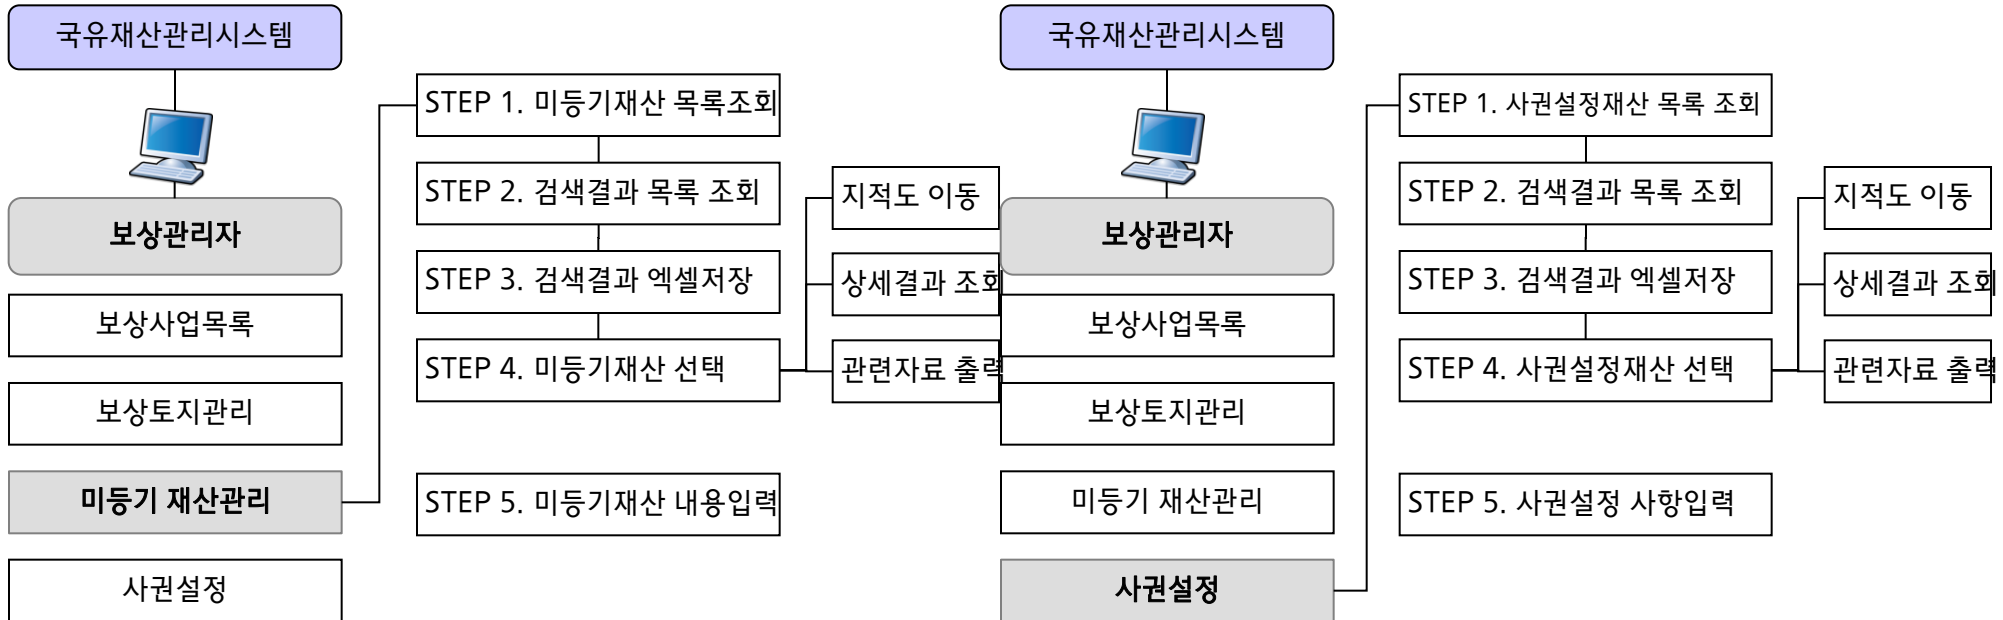 국유재산관리시스템
보상관리자
보상사업목록
보상토지관리
미등기 재산관리
사권설정
STEP 1. 미등기재산 목록조회
STEP 2. 검색결과 목록 조회
STEP 3. 검색결과 엑셀저장
STEP 4. 미등기재산 선택
STEP 5. 미등기재산 내용입력
지적도 이동
상세결과 조회
관련자료 출력
국유재산관리시스템
보상관리자
보상사업목록
보상토지관리
미등기 재산관리
사권설정
STEP 1. 사권설정재산 목록 조회
STEP 2. 검색결과 목록 조회
STEP 3. 검색결과 엑셀저장
STEP 4. 사권설정재산 선택
STEP 5. 사권설정 사항입력
지적도 이동
상세결과 조회
관련자료 출력